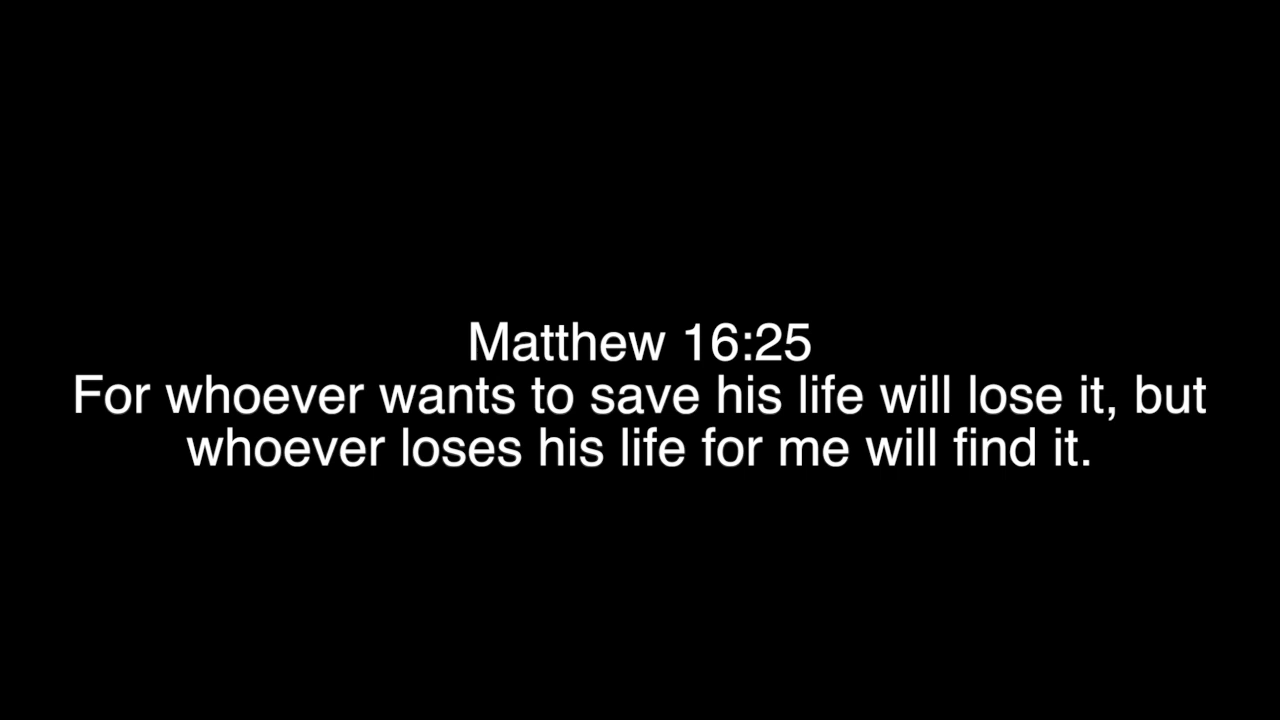 Matthew 16:25
For whoever wants to save his life will lose it, but
whoever loses his life for me will find it.